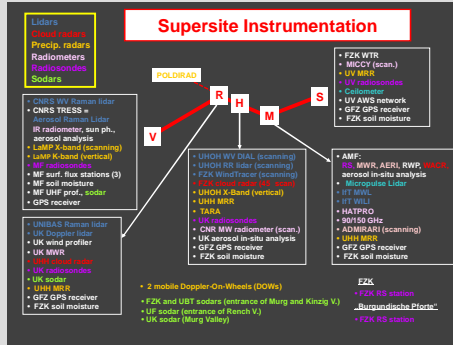 Supersite Instrumentation
Lidars
Cloud radars
Precip. radars
Radiometers
Radiosondes
Sodars
POLDIRAD
V
R
H
M
S
• FZK WTR
• MICCY (scan.)
• UV MRR
• UV radiosondes
• Ceilometer
• UV AWS network
• GFZ GPS receiver
• FZK soil moisture
• CNRS WV Raman lidar
• CNRS TRESS =
Aerosol Raman Lidar
IR radiometer, sun ph.,
aerosol analysis
• LaMP X-band (scanning)
• LaMP K-band (vertical)
• MF radiosondes
• MF surf. flux stations (3)
• MF soil moisture
• MF UHF prof., sodar
• GPS receiver
• UHOH WV DIAL (scanning)
• UHOH RR lidar (scanning)
• FZK WindTracer (scanning)
• UHOH X-Band (vertical)
• UHH MRR
• TARA
• UK radiosondes
• CNR MW radiometer (scan.)
• UK aerosol in-situ analysis
• GFZ GPS receiver
• FZK soil moisture
• AMF:
RS, MWR, AERI, RWP, WACR
aerosol in-situ analysis
• Micropulse Lidar
• IfT MWL
• IfT WILI
• HATPRO
• 90/150 GHz
• ADMIRARI (scanning)
• UHH MRR
• GFZ GPS receiver
• FZK soil moisture
• UNIBAS Raman lidar
• UK Doppler lidar
• UK wind profiler
• UK MWR
• UK radiosondes
• UK sodar
• UHH MRR
• GFZ GPS receiver
• FZK soil moisture
• 2 mobile Doppler-On-Wheels (DOWs)
• FZK and UBT sodars (entrance of Murg and Kinzig V.)
• UF sodar (entrance of Rench V.)
• UK sodar (Murg Valley)
FZK
• FZK RS station
„Burgundische Pforte"
• FZK RS station